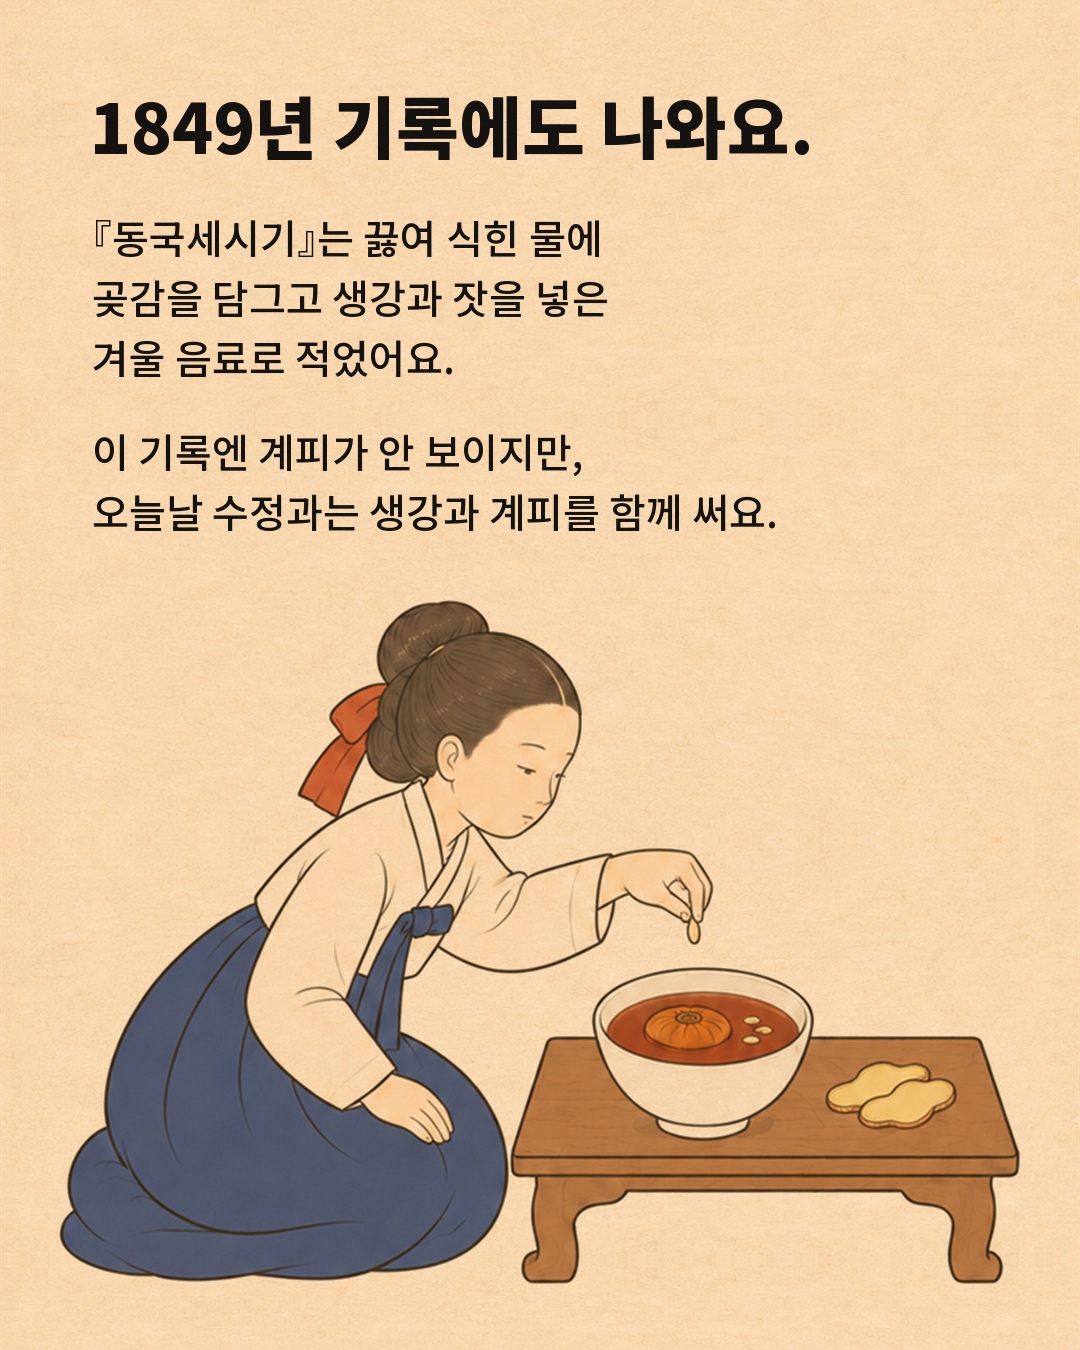 1849년 기록에도 나와요.
『동국세시기』는 끓여 식힌 물에
곶감을 담그고 생강과 잣을 넣은
겨울 음료로 적었어요.
이 기록엔 계피가 안 보이지만,
오늘날 수정과는 생강과 계피를 함께 써요.